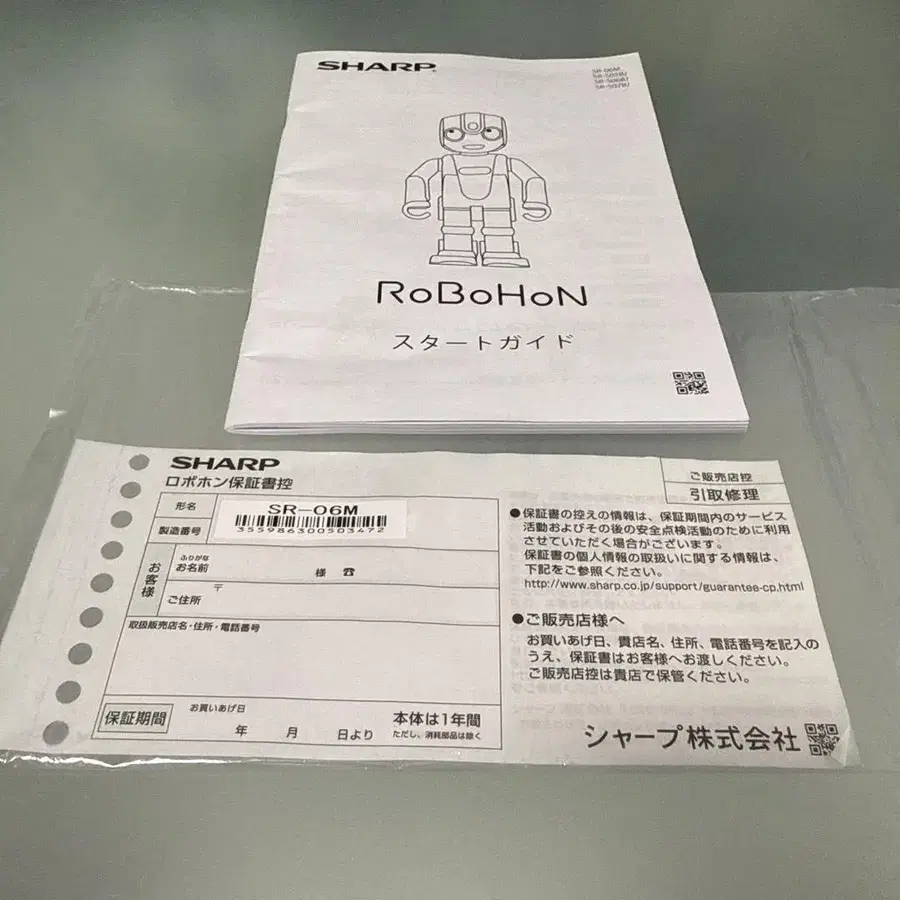 SHARP
SR-06M
RoBoHoN
スタートガイド
SHARP
ロボホン保証書控
形名
SR-06M
製造番号
355986300503472
お客様
ふりがな
お名前
様 ☎
〒
ご住所
取扱販売店名・住所・電話番号
保証期間
お買いあげ日
年 月 日より
本体は1年間
ただし、消耗部品は除く
ご販売店控
引取修理
●保証書の控えの情報は、保証期間内のサービス
活動およびその後の安全点検活動のために利用
させていただく場合がございます。
保証書の個人情報の取扱いに関する情報は、
下記をご参照ください。
http://www.sharp.co.jp/support/guarantee-cp.html
●ご販売店様へ
お買いあげ日、貴店名、住所、電話番号を記入の
うえ、保証書はお客様へお渡しください。
ご販売店控は貴店で保管ください。
シャープ株式会社